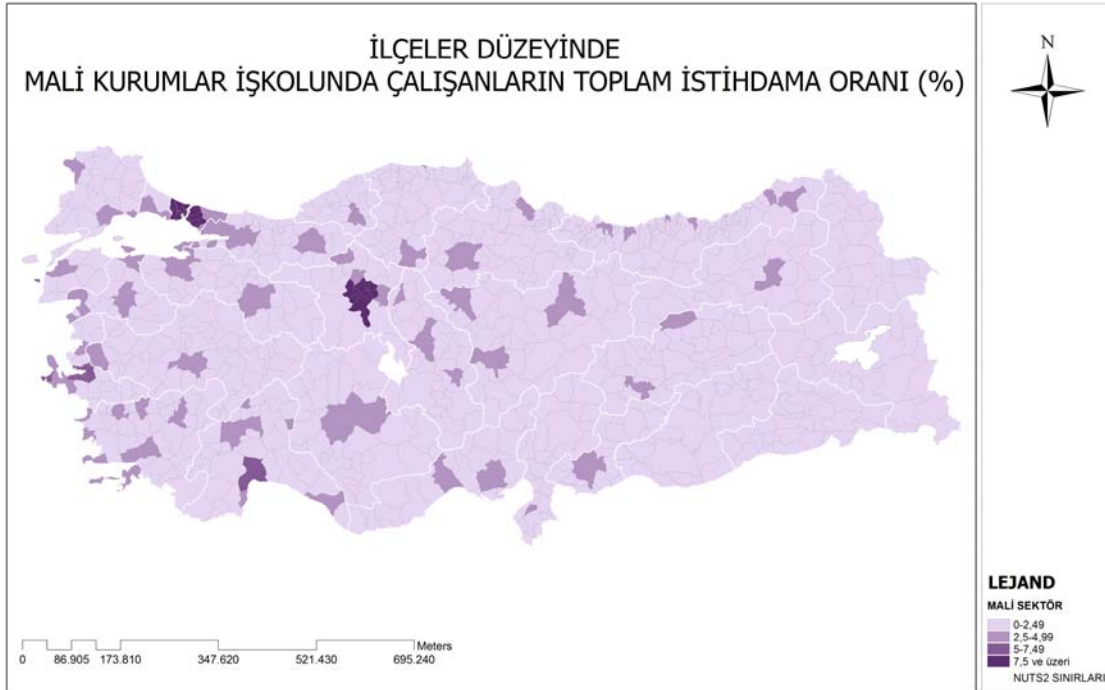 İLÇELER DÜZEYİNDE
MALİ KURUMLAR İŞKOLUNDA ÇALIŞANLARIN TOPLAM İSTİHDAMA ORANI (%)
N
LEJAND
MALİ SEKTÖR
0-2,49
2,5-4,99
5-7,49
7,5 ve üzeri
NUTS2 SINIRLARI
Meters
0 86.905 173.810 347.620 521.430 695.240